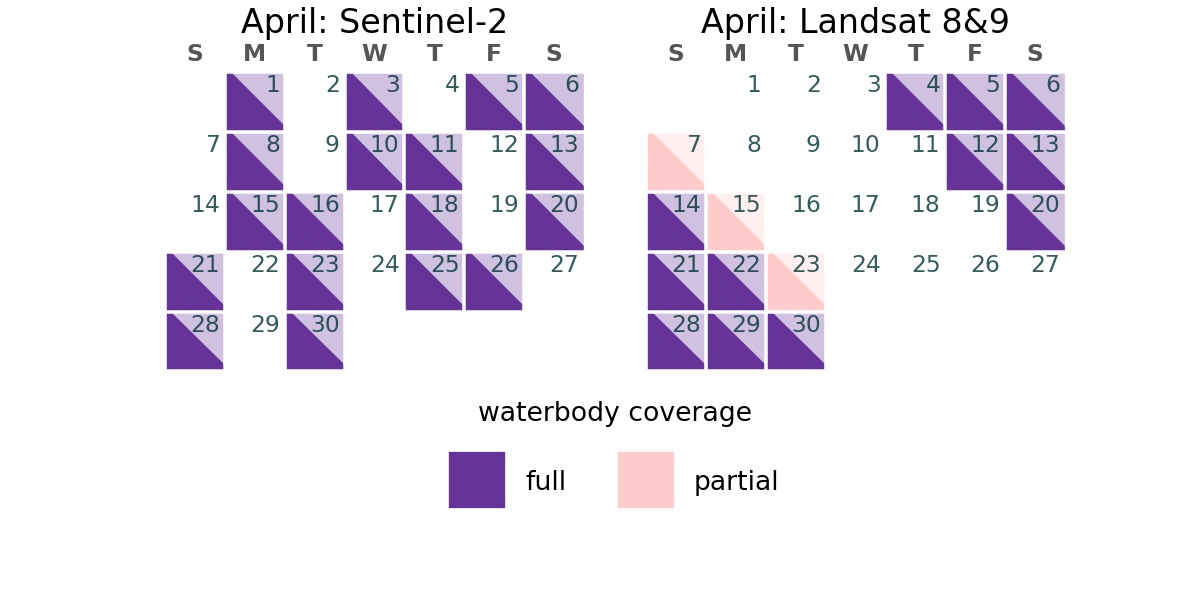 April: Sentinel-2
S M T W T F S
1 2 3 4 5 6
7 8 9 10 11 12 13
14 15 16 17 18 19 20
21 22 23 24 25 26 27
28 29 30
April: Landsat 8&9
S M T W T F S
1 2 3 4 5 6
7 8 9 10 11 12 13
14 15 16 17 18 19 20
21 22 23 24 25 26 27
28 29 30
waterbody coverage
full partial